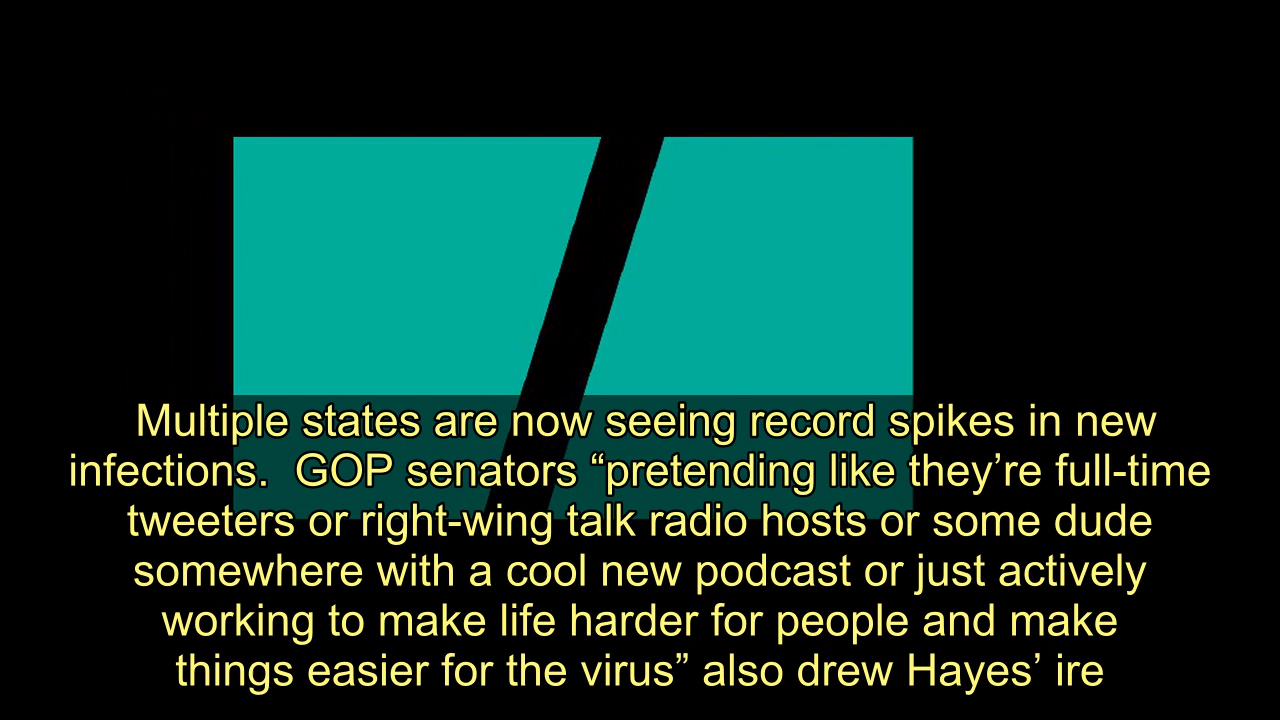 Multiple states are now seeing record spikes in new
infections.  GOP senators “pretending like they’re full-time
tweeters or right-wing talk radio hosts or some dude
somewhere with a cool new podcast or just actively
working to make life harder for people and make
things easier for the virus” also drew Hayes’ ire